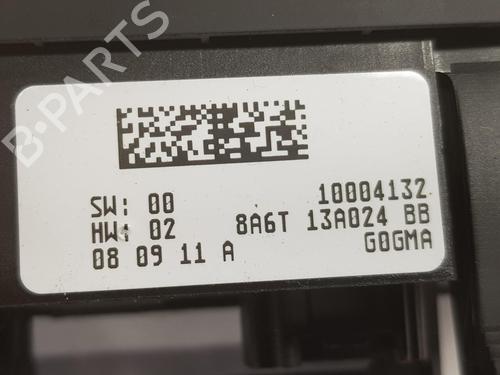 B-PARTS
SW: 00 10004132
HW: 02 8A6T 13A024 BB
08 09 11 A G0GMA